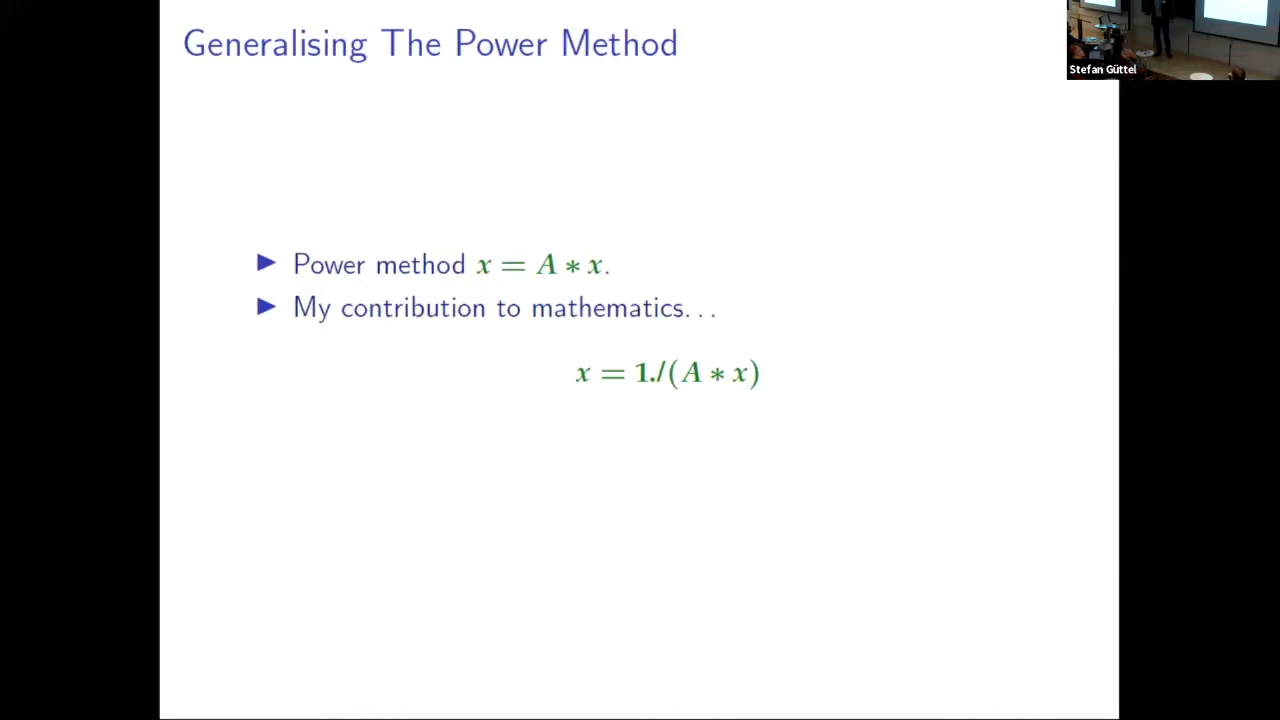 Generalising The Power Method
Stefan Güttel
▶ Power method x = A ∗ x.
▶ My contribution to mathematics. . .
x = 1./(A ∗ x)